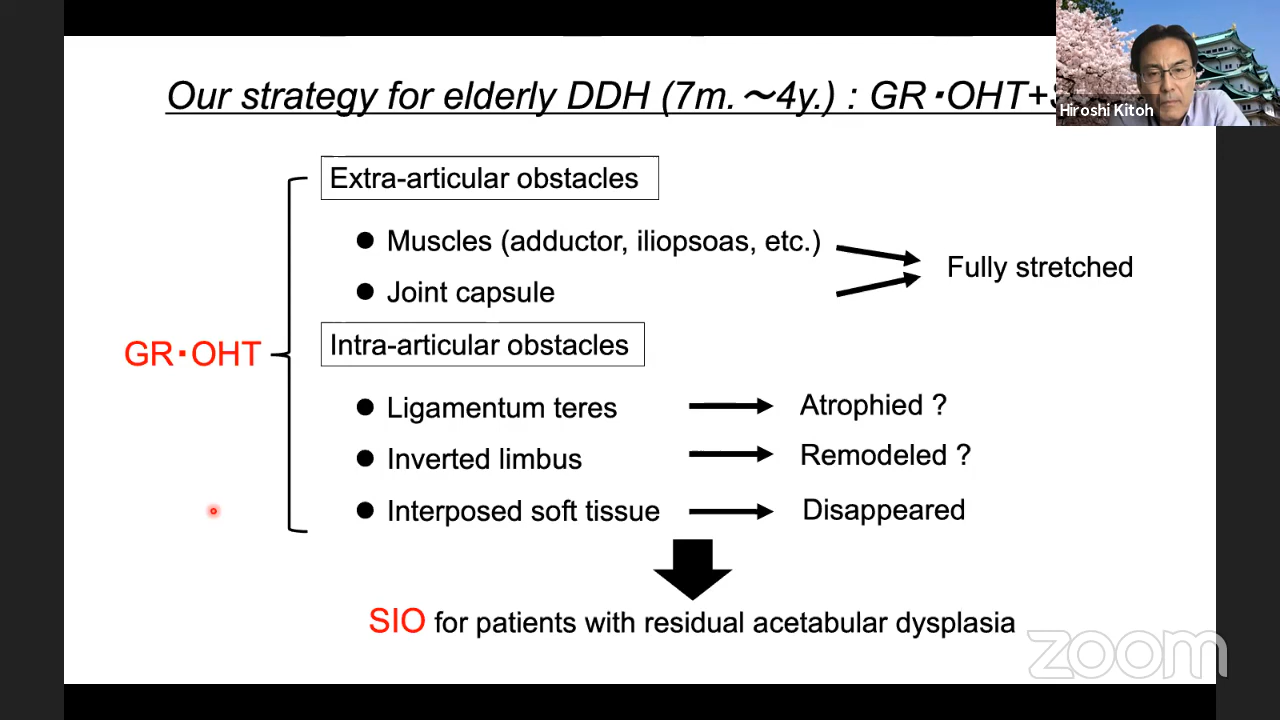 Our strategy for elderly DDH (7m.〜4y.) : GR・OHT+
Hiroshi Kitoh
Extra-articular obstacles
● Muscles (adductor, iliopsoas, etc.)
Fully stretched
● Joint capsule
GR・OHT
Intra-articular obstacles
● Ligamentum teres
Atrophied ?
● Inverted limbus
Remodeled ?
● Interposed soft tissue
Disappeared
SIO for patients with residual acetabular dysplasia
zoom